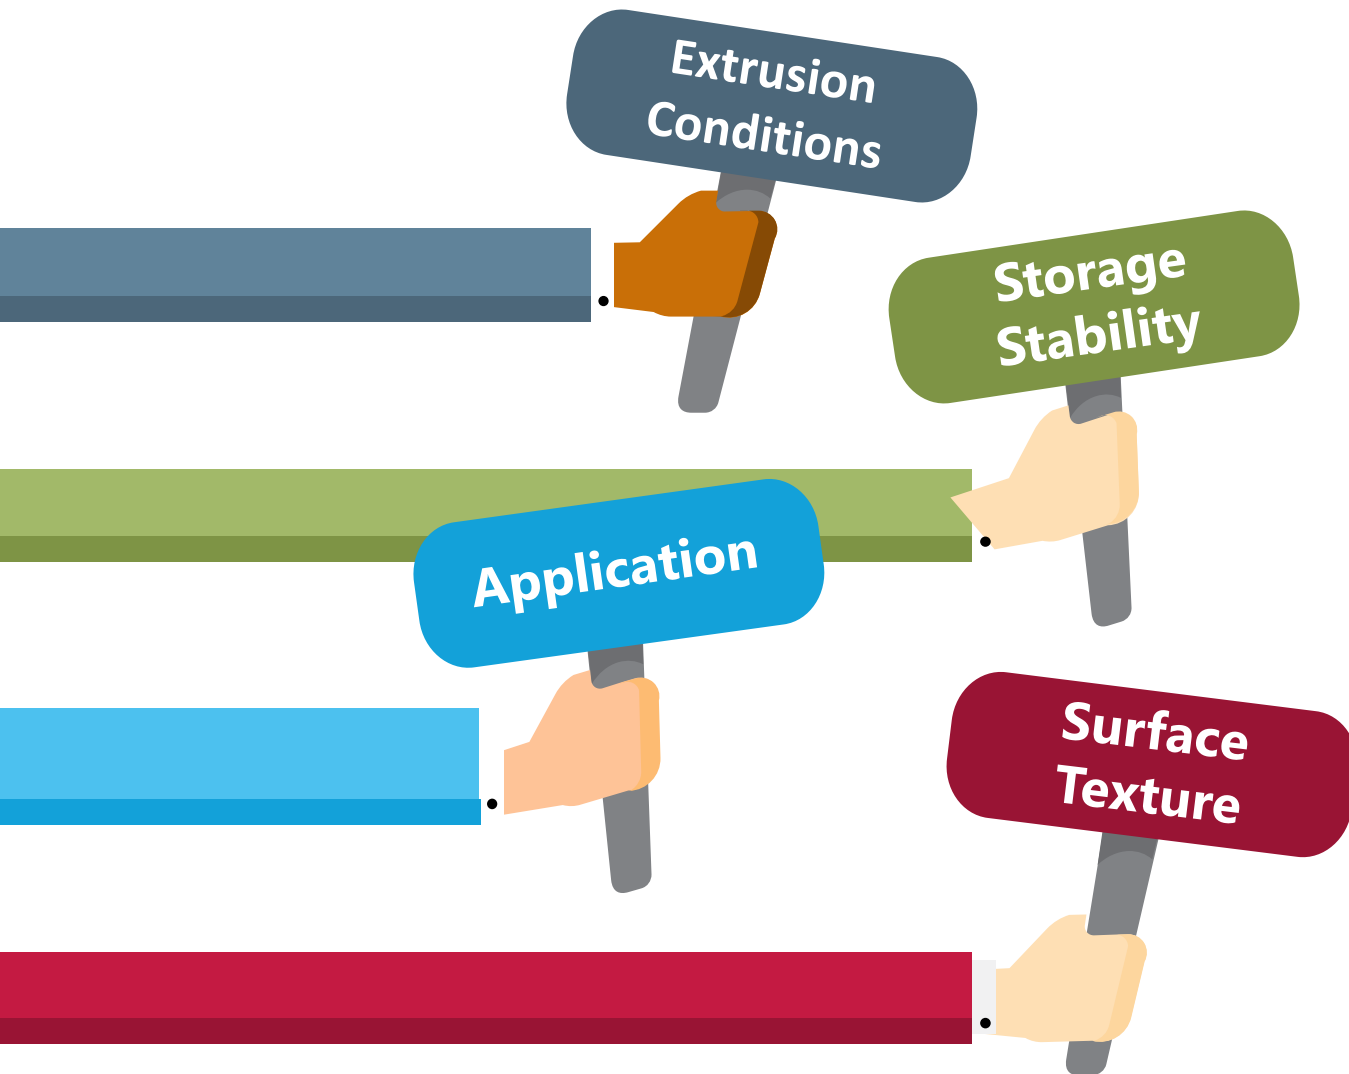 Extrusion
Conditions
Storage
Stability
Application
Surface
Texture